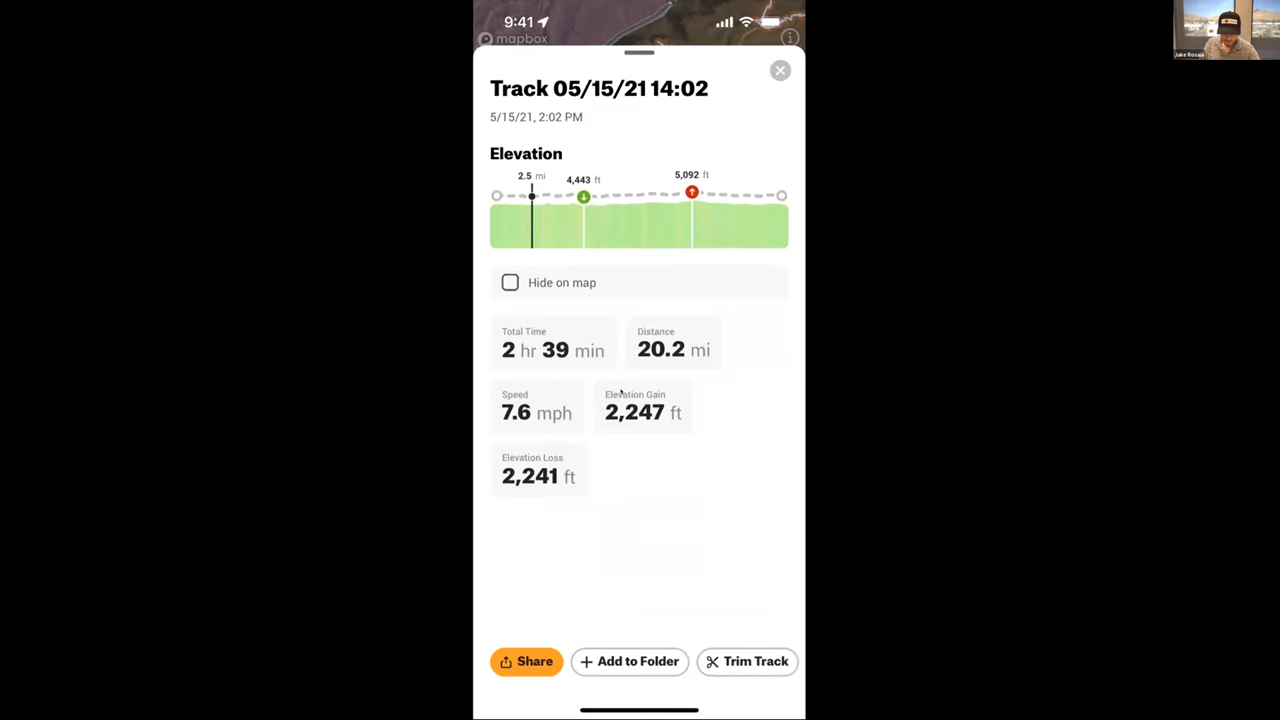 9:41
mapbox
Track 05/15/21 14:02
5/15/21, 2:02 PM
Elevation
2.5 mi
4,443 ft
5,092 ft
Hide on map
Total Time
2 hr 39 min
Distance
20.2 mi
Speed
7.6 mph
Elevation Gain
2,247 ft
Elevation Loss
2,241 ft
Share
Add to Folder
Trim Track
Jake Rosaia